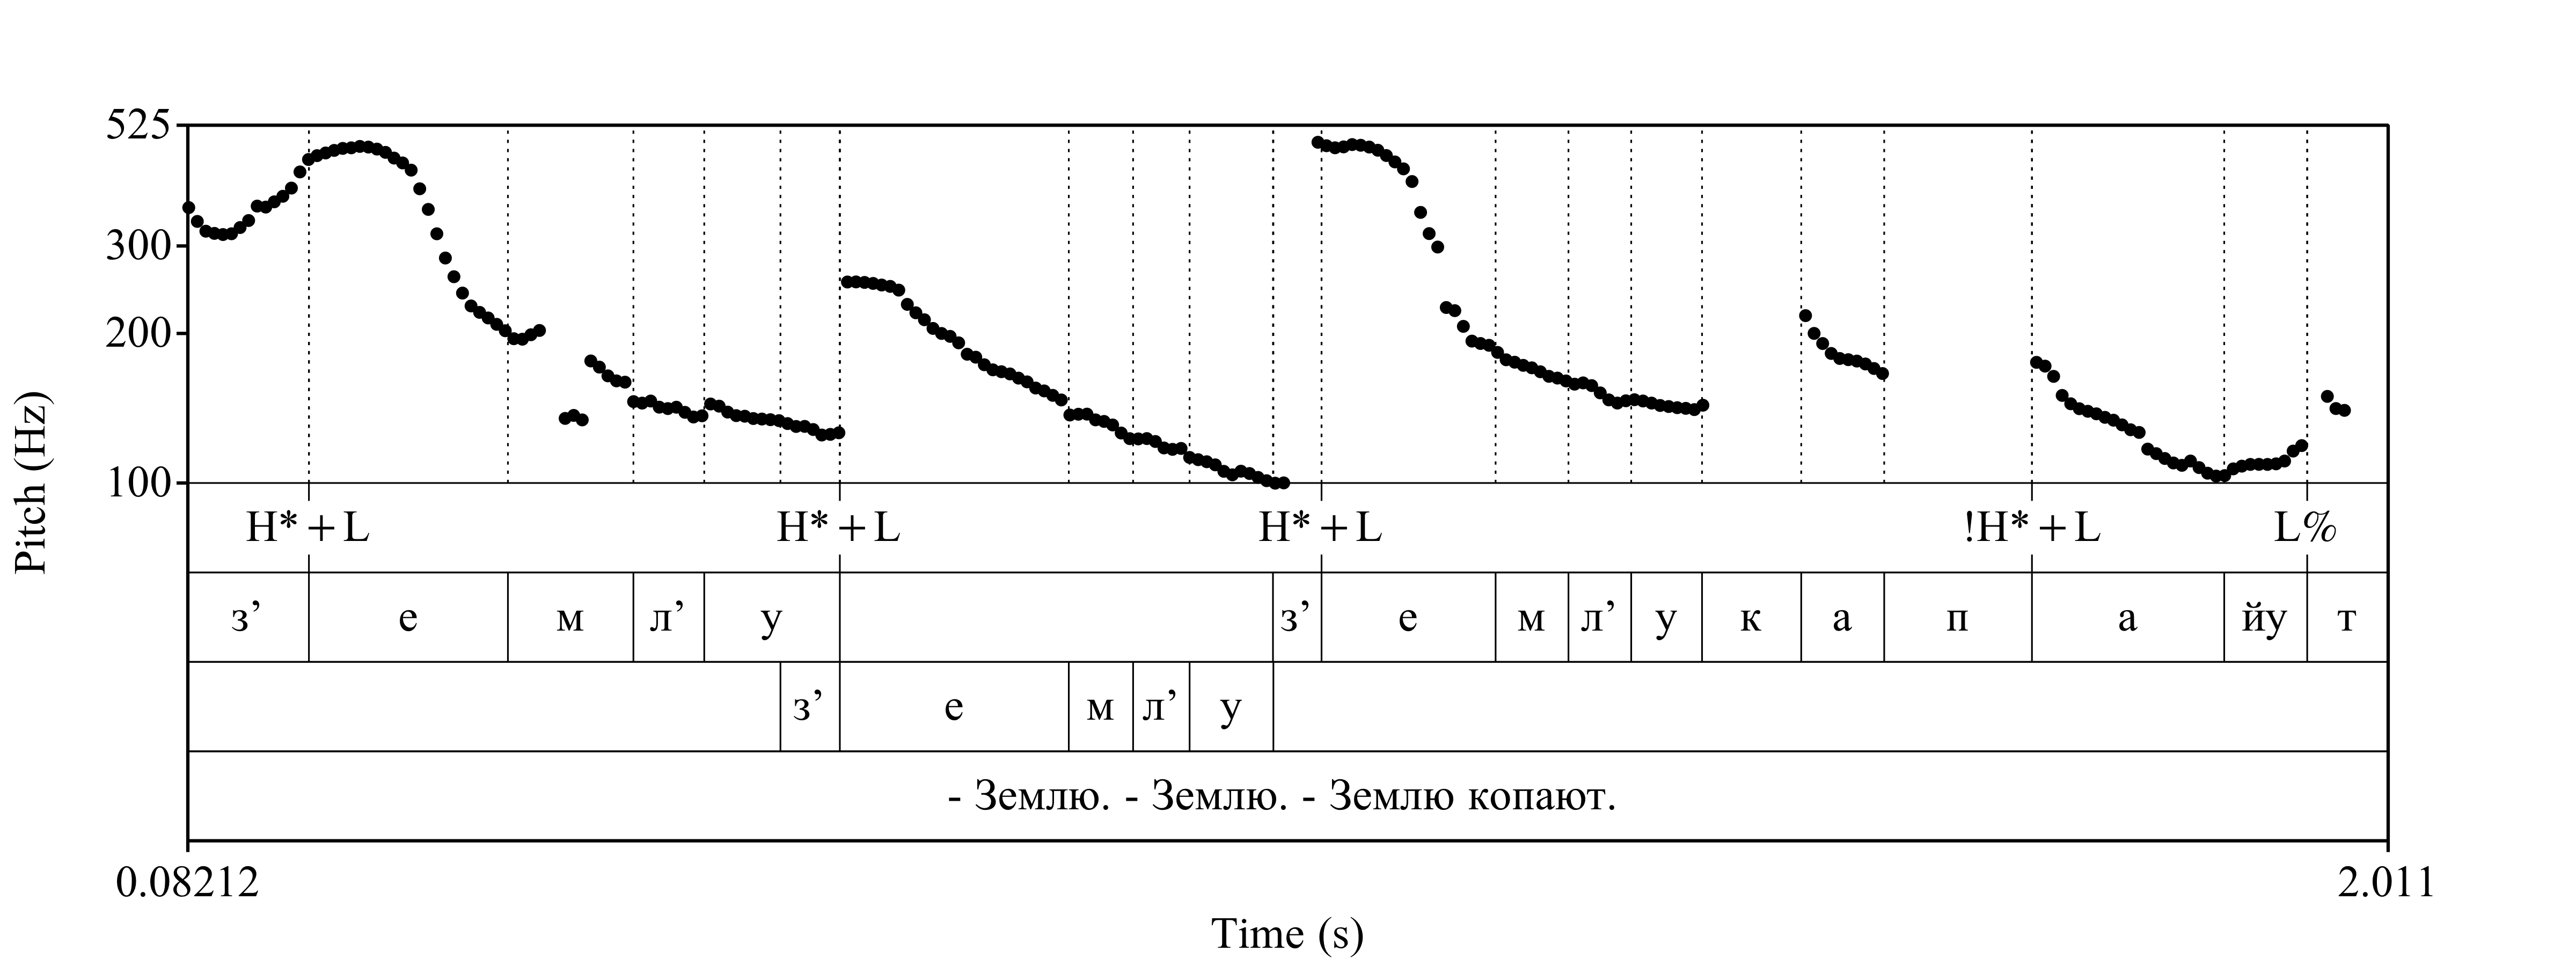 525
300
200
100
Pitch (Hz)
H* + L H* + L H* + L !H* + L L%
з’ е м л’ у з’ е м л’ у к а п а йу т
з’ е м л’ у
- Землю. - Землю. - Землю копают.
0.08212 2.011
Time (s)